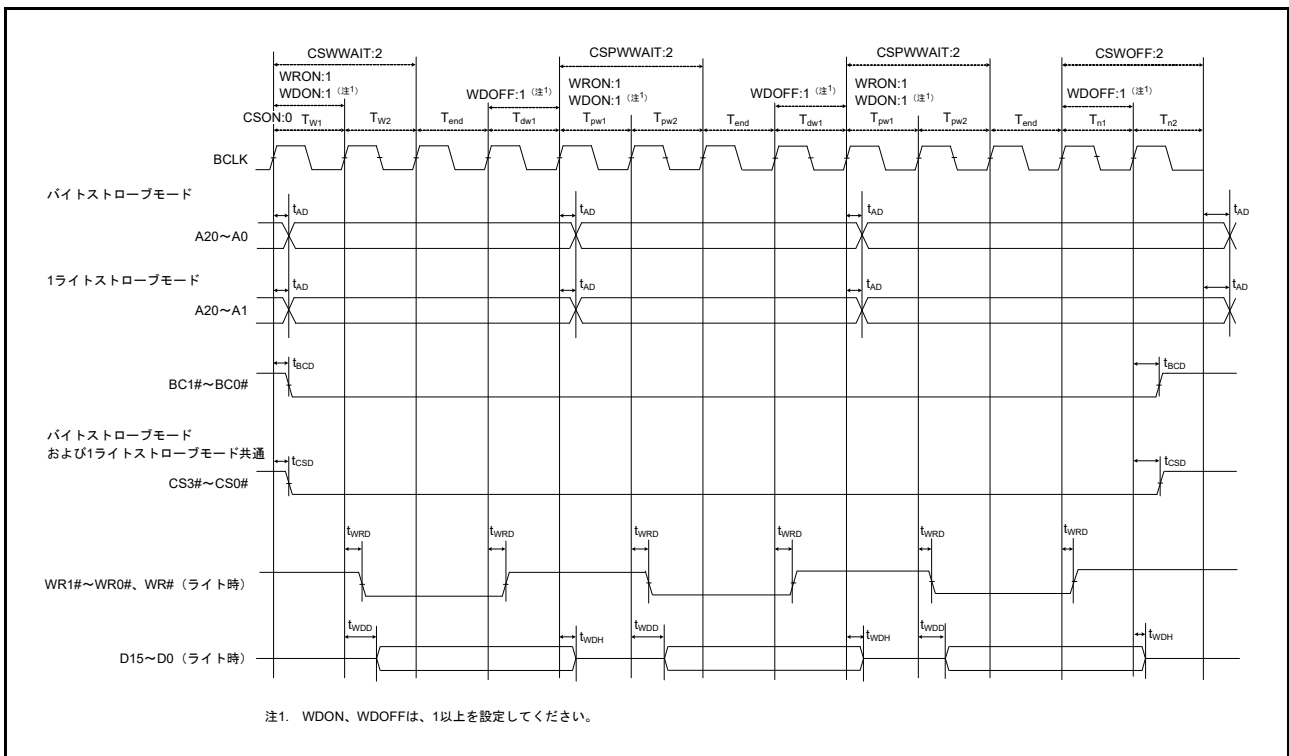 CSWWAIT:2 CSPWWAIT:2 CSPWWAIT:2 CSWOFF:2
WRON:1 WRON:1 WRON:1
WDON:1 (注1) WDOFF:1 (注1) WDON:1 (注1) WDOFF:1 (注1) WDON:1 (注1) WDOFF:1 (注1)
CSON:0 TW1 TW2 Tend Tdw1 Tpw1 Tpw2 Tend Tdw1 Tpw1 Tpw2 Tend Tn1 Tn2
BCLK
バイトストローブモード
tAD tAD tAD tAD
A20～A0
1ライトストローブモード
tAD tAD tAD tAD
A20～A1
tBCD tBCD
BC1#～BC0#
バイトストローブモード
および1ライトストローブモード共通
tCSD tCSD
CS3#～CS0#
tWRD tWRD tWRD tWRD tWRD tWRD
WR1#～WR0#、WR#（ライト時）
tWDD tWDH tWDD tWDH tWDD tWDH
D15～D0（ライト時）
注1. WDON、WDOFFは、1以上を設定してください。